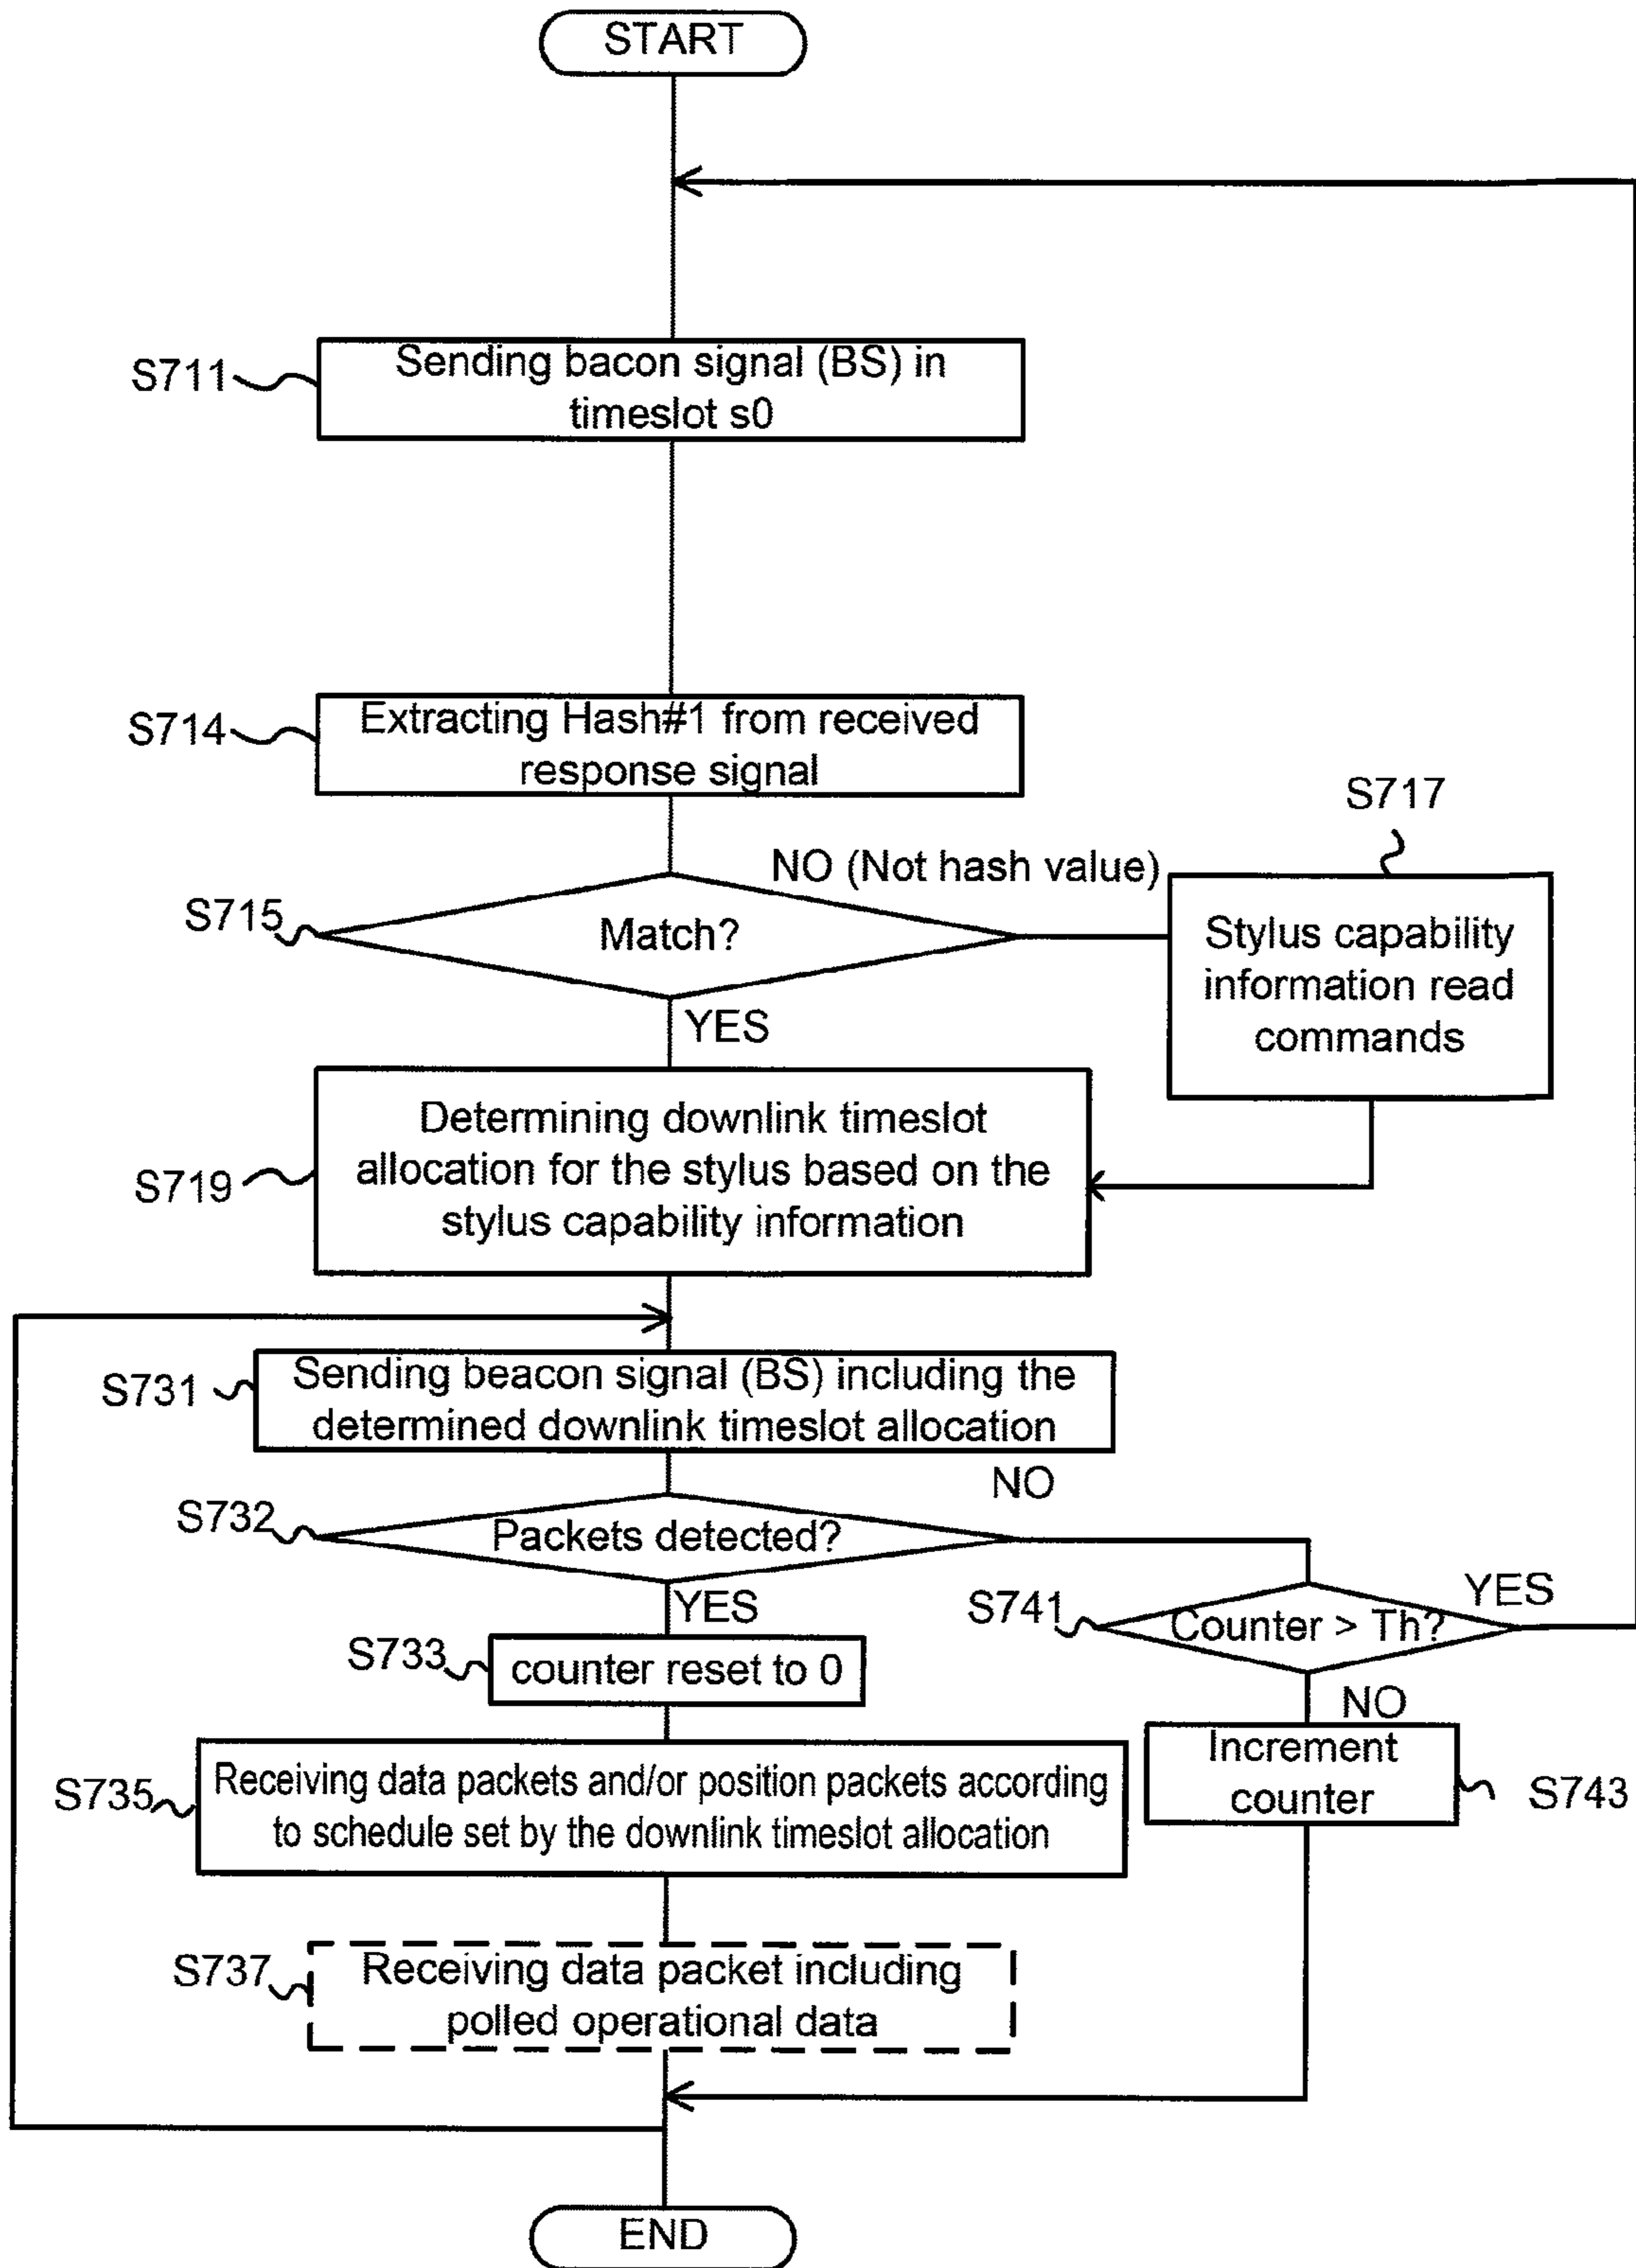 START
S711
Sending bacon signal (BS) in
timeslot s0
S714
Extracting Hash#1 from received
response signal
S717
NO (Not hash value)
S715
Match?
Stylus capability
information read
commands
YES
S719
Determining downlink timeslot
allocation for the stylus based on the
stylus capability information
S731
Sending beacon signal (BS) including the
determined downlink timeslot allocation
NO
S732
Packets detected?
YES
S741
Counter > Th?
YES
S733
counter reset to 0
NO
S735
Receiving data packets and/or position packets according
to schedule set by the downlink timeslot allocation
Increment
counter
S743
S737
Receiving data packet including
polled operational data
END